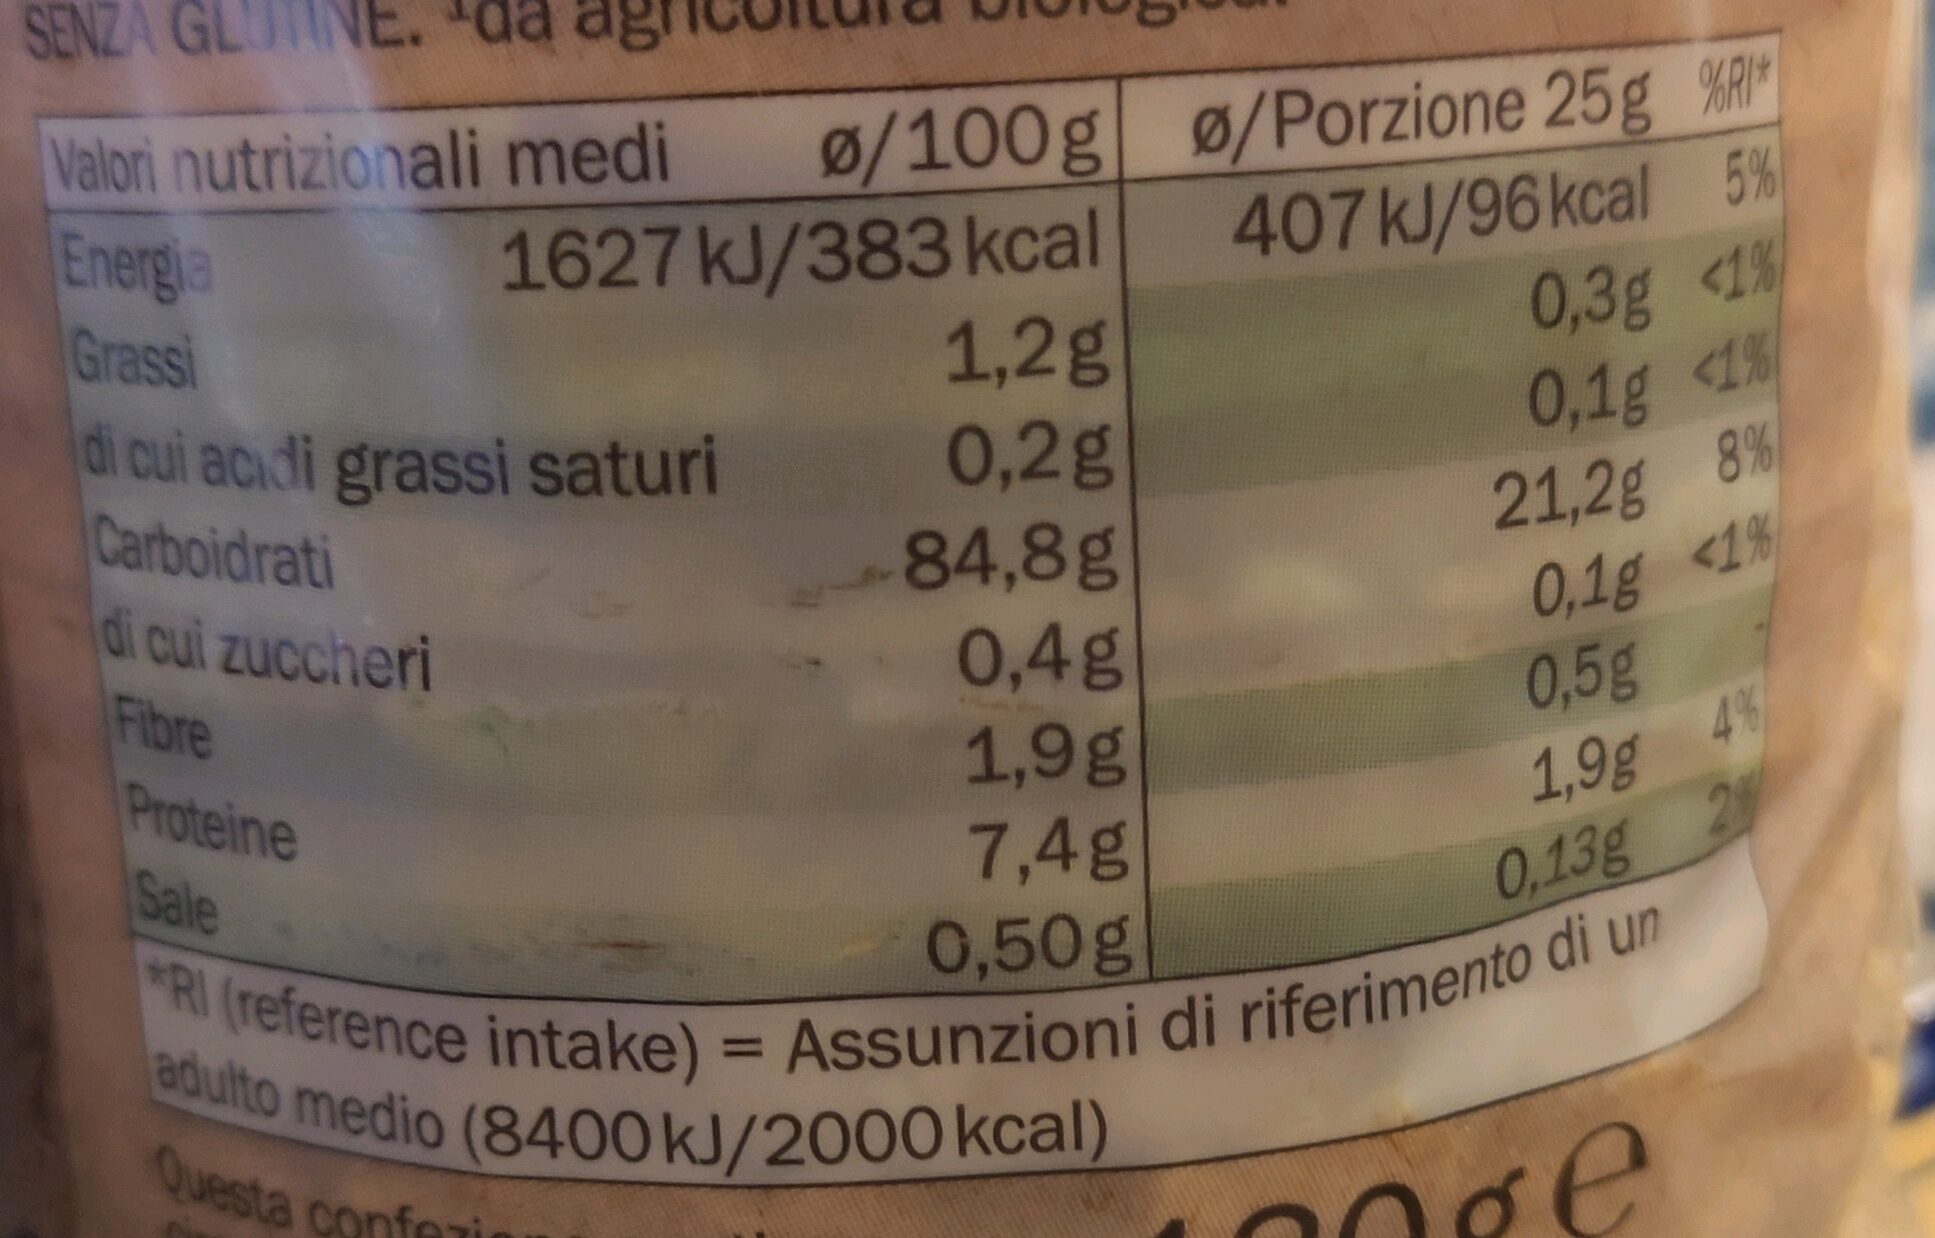 SENZA GLUTINE. ¹da agricoltura biologica.
Valori nutrizionali medi ø/100g ø/Porzione 25g %RI*
Energia 1627kJ/383kcal 407kJ/96kcal 5%
Grassi 1,2g 0,3g <1%
di cui acidi grassi saturi 0,2g 0,1g <1%
Carboidrati 84,8g 21,2g 8%
di cui zuccheri 0,4g 0,1g <1%
Fibre 1,9g 0,5g -
Proteine 7,4g 1,9g 4%
Sale 0,50g 0,13g 2%
*RI (reference intake) = Assunzioni di riferimento di un
adulto medio (8400kJ/2000kcal)
Questa
g e